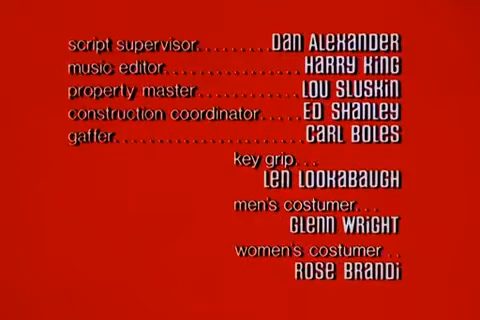 script supervisor.........Dan Alexander
music editor...............Harry King
property master...........Lou Sluskin
construction coordinator.....Ed Shanley
gaffer.....................Carl Boles
key grip...
Len Lookabaugh
men's costumer...
Glenn Wright
women's costumer ..
Rose Brandi